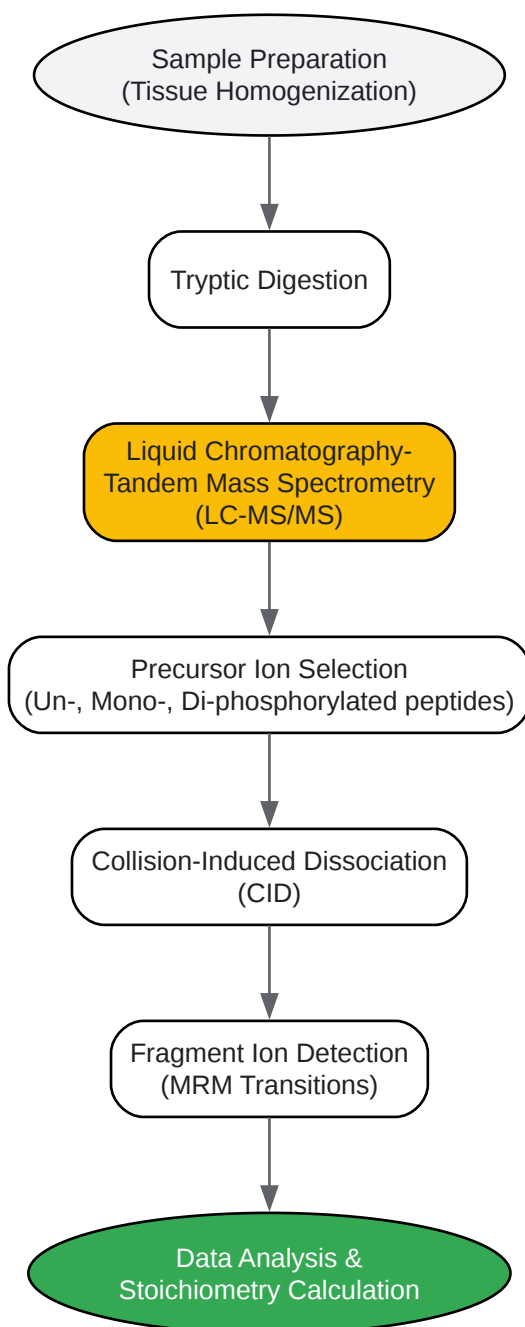 Sample Preparation
(Tissue Homogenization)
Tryptic Digestion
Liquid Chromatography-
Tandem Mass Spectrometry
(LC-MS/MS)
Precursor Ion Selection
(Un-, Mono-, Di-phosphorylated peptides)
Collision-Induced Dissociation
(CID)
Fragment Ion Detection
(MRM Transitions)
Data Analysis &
Stoichiometry Calculation